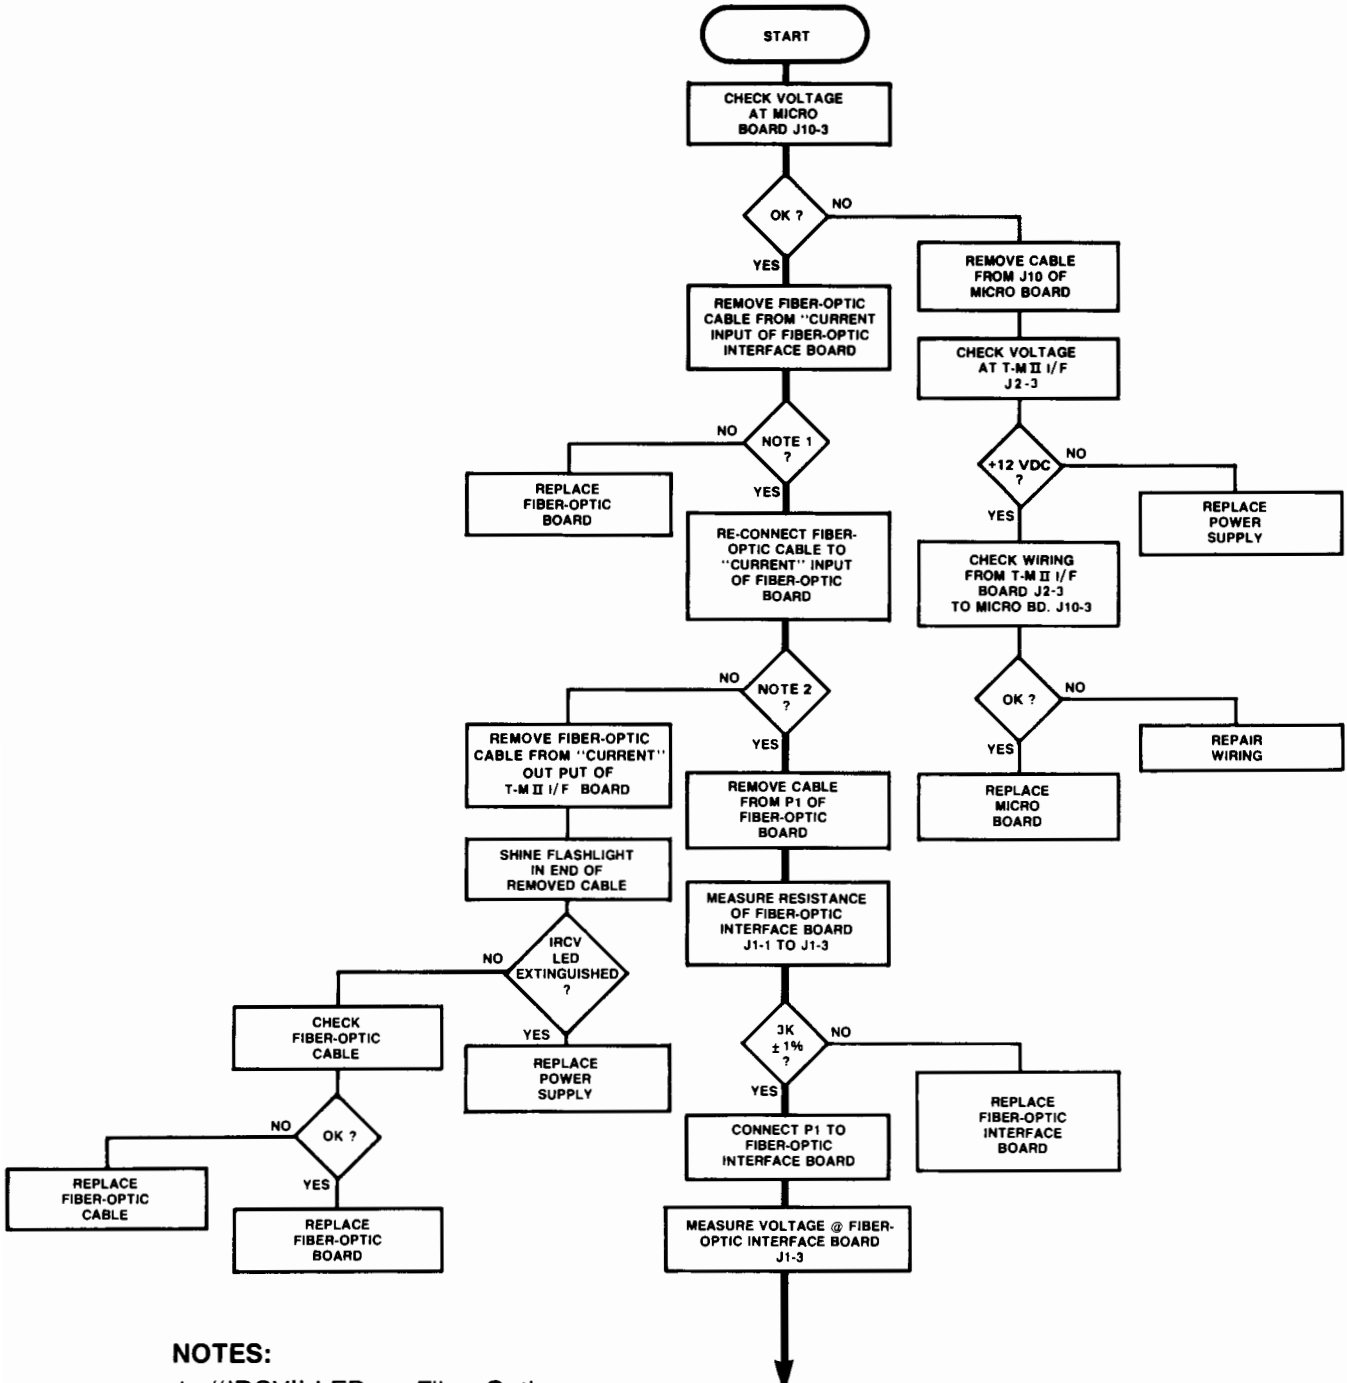 START
CHECK VOLTAGE
AT MICRO
BOARD J10-3
OK ?
NO
YES
REMOVE CABLE
FROM J10 OF
MICRO BOARD
REMOVE FIBER-OPTIC
CABLE FROM "CURRENT
INPUT OF FIBER-OPTIC
INTERFACE BOARD
CHECK VOLTAGE
AT T-M II I/F
J2-3
NO
NOTE 1
?
YES
+12 VDC
?
NO
YES
REPLACE
FIBER-OPTIC
BOARD
REPLACE
POWER
SUPPLY
RE-CONNECT FIBER-
OPTIC CABLE TO
"CURRENT" INPUT
OF FIBER-OPTIC
BOARD
CHECK WIRING
FROM T-M II I/F
BOARD J2-3
TO MICRO BD. J10-3
NO
NOTE 2
?
YES
OK ?
NO
YES
REMOVE FIBER-OPTIC
CABLE FROM "CURRENT"
OUT PUT OF
T-M II I/F BOARD
REPAIR
WIRING
REMOVE CABLE
FROM P1 OF
FIBER-OPTIC
BOARD
REPLACE
MICRO
BOARD
SHINE FLASHLIGHT
IN END OF
REMOVED CABLE
MEASURE RESISTANCE
OF FIBER-OPTIC
INTERFACE BOARD
J1-1 TO J1-3
NO
IRCV
LED
EXTINGUISHED
?
YES
CHECK
FIBER-OPTIC
CABLE
3K
± 1%
?
NO
YES
REPLACE
POWER
SUPPLY
REPLACE
FIBER-OPTIC
INTERFACE
BOARD
NO
OK ?
YES
CONNECT P1 TO
FIBER-OPTIC
INTERFACE BOARD
REPLACE
FIBER-OPTIC
CABLE
REPLACE
FIBER-OPTIC
BOARD
MEASURE VOLTAGE @ FIBER-
OPTIC INTERFACE BOARD
J1-3
NOTES: